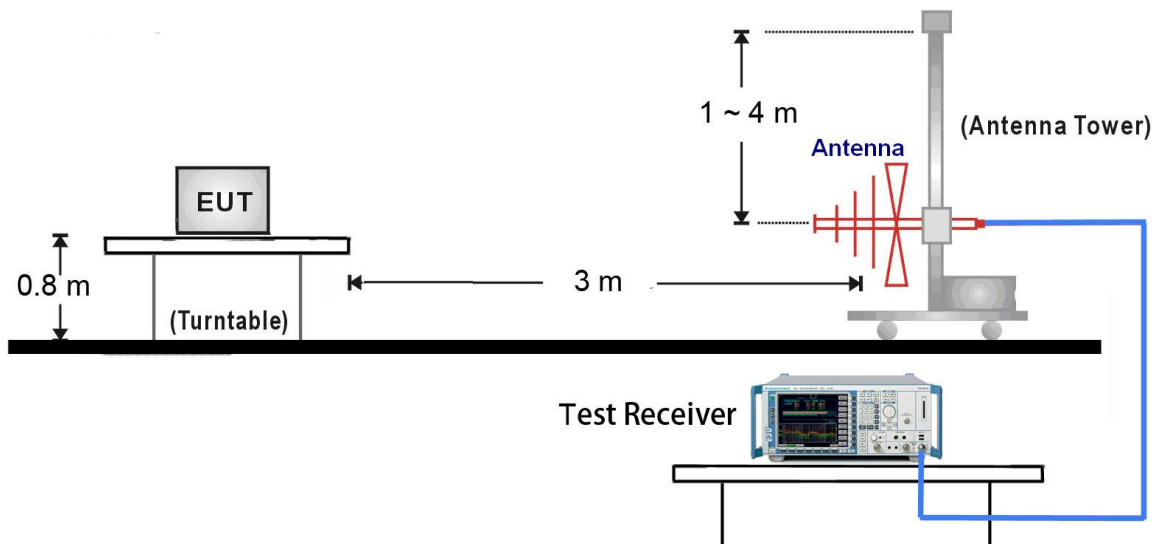 1 ~ 4 m
(Antenna Tower)
Antenna
EUT
0.8 m
3 m
(Turntable)
Test Receiver